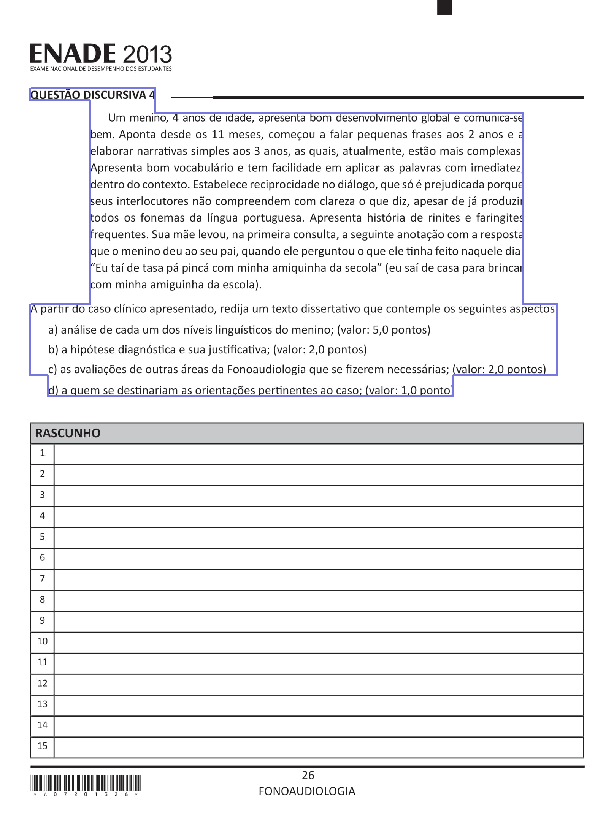 ENADE 2013
EXAME NACIONAL DE DESEMPENHO DOS ESTUDANTES
QUESTÃO DISCURSIVA 4
Um menino, 4 anos de idade, apresenta bom desenvolvimento global e comunica-se
bem. Aponta desde os 11 meses, começou a falar pequenas frases aos 2 anos e a
elaborar narrativas simples aos 3 anos, as quais, atualmente, estão mais complexas.
Apresenta bom vocabulário e tem facilidade em aplicar as palavras com imediatez,
dentro do contexto. Estabelece reciprocidade no diálogo, que só é prejudicada porque
seus interlocutores não compreendem com clareza o que diz, apesar de já produzir
todos os fonemas da língua portuguesa. Apresenta história de rinites e faringites
frequentes. Sua mãe levou, na primeira consulta, a seguinte anotação com a resposta
que o menino deu ao seu pai, quando ele perguntou o que ele tinha feito naquele dia:
“Eu taí de tasa pá pincá com minha amiquinha da secola” (eu saí de casa para brincar
com minha amiguinha da escola).
A partir do caso clínico apresentado, redija um texto dissertativo que contemple os seguintes aspectos:
a) análise de cada um dos níveis linguísticos do menino; (valor: 5,0 pontos)
b) a hipótese diagnóstica e sua justificativa; (valor: 2,0 pontos)
c) as avaliações de outras áreas da Fonoaudiologia que se fizerem necessárias; (valor: 2,0 pontos)
d) a quem se destinariam as orientações pertinentes ao caso; (valor: 1,0 ponto)
RASCUNHO
1
2
3
4
5
6
7
8
9
10
11
12
13
14
15
26
FONOAUDIOLOGIA